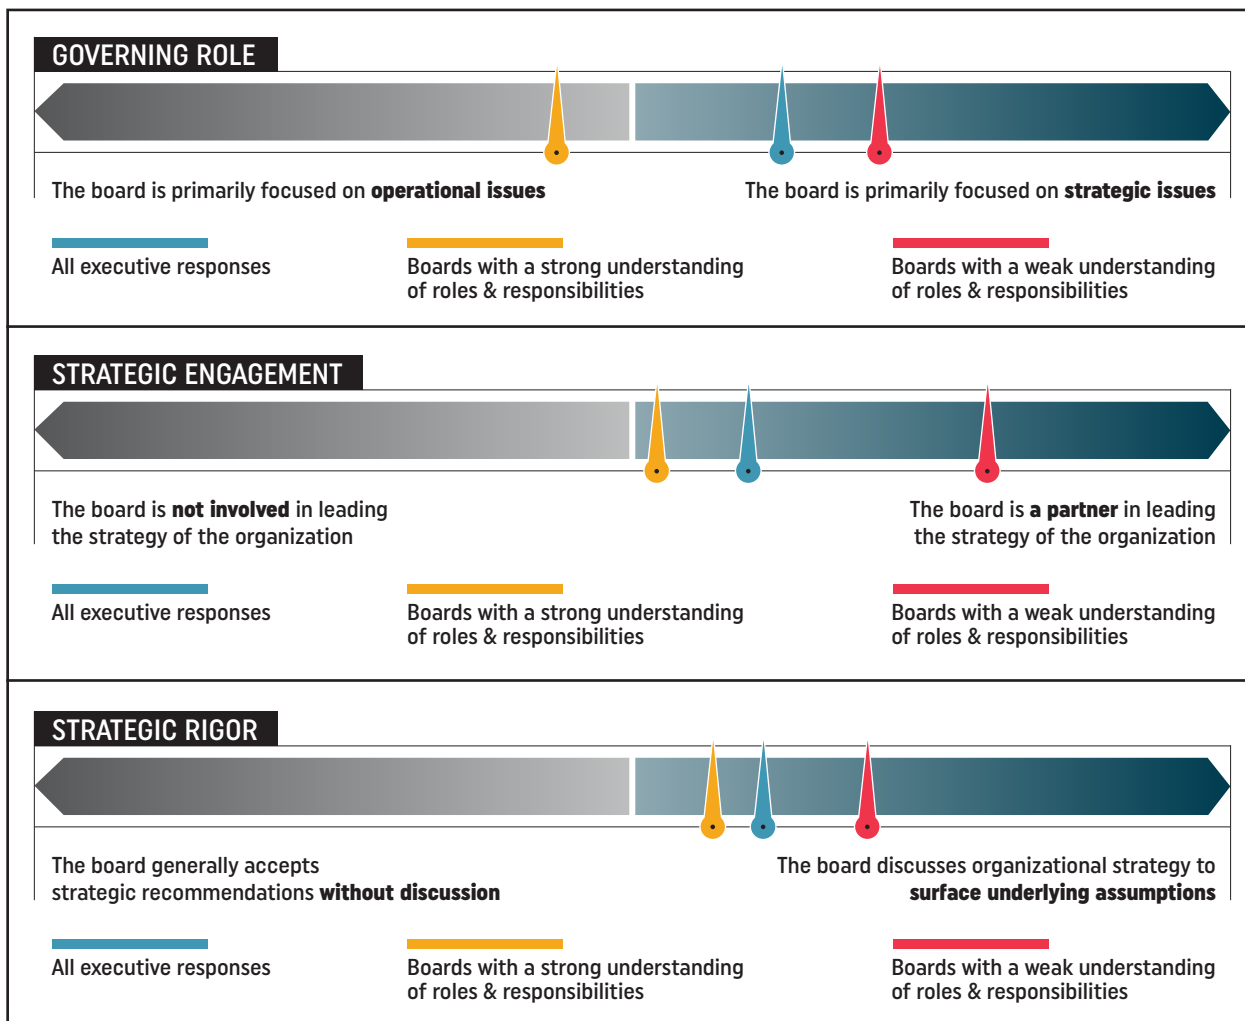 GOVERNING ROLE
The board is primarily focused on operational issues
The board is primarily focused on strategic issues
All executive responses
Boards with a strong understanding
of roles & responsibilities
Boards with a weak understanding
of roles & responsibilities
STRATEGIC ENGAGEMENT
The board is not involved in leading
the strategy of the organization
The board is a partner in leading
the strategy of the organization
All executive responses
Boards with a strong understanding
of roles & responsibilities
Boards with a weak understanding
of roles & responsibilities
STRATEGIC RIGOR
The board generally accepts
strategic recommendations without discussion
The board discusses organizational strategy to
surface underlying assumptions
All executive responses
Boards with a strong understanding
of roles & responsibilities
Boards with a weak understanding
of roles & responsibilities